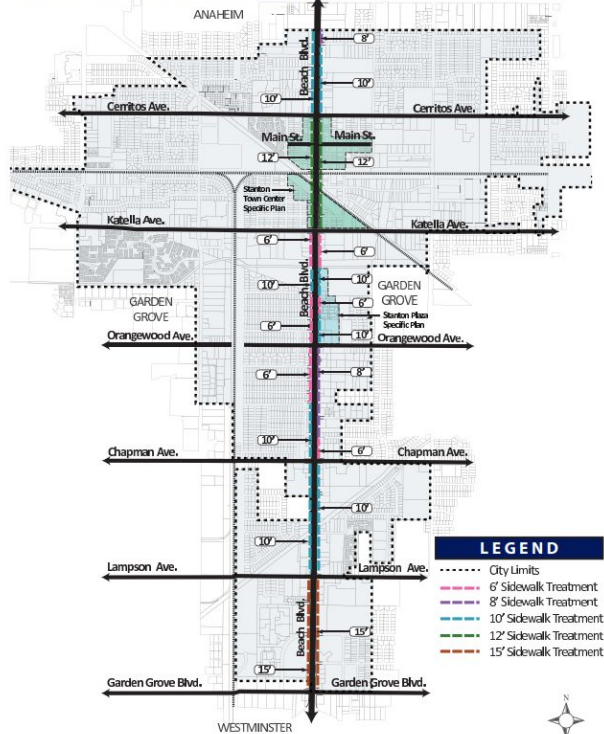 ANAHEIM
8'
Beach Blvd.
10'
10'
Cerritos Ave.
Cerritos Ave.
Main St.
Main St.
12'
12'
Stanton
Town Center
Specific Plan
Katella Ave.
Katella Ave.
6'
6'
10'
10'
Beach Blvd.
GARDEN
GROVE
GARDEN
GROVE
6'
Stanton Plaza
Specific Plan
6'
10'
Orangewood Ave.
Orangewood Ave.
6'
8'
10'
6'
Chapman Ave.
Chapman Ave.
10'
10'
LEGEND
City Limits
6' Sidewalk Treatment
8' Sidewalk Treatment
10' Sidewalk Treatment
12' Sidewalk Treatment
15' Sidewalk Treatment
Lampson Ave.
Lampson Ave.
Beach Blvd.
15'
15'
Garden Grove Blvd.
Garden Grove Blvd.
WESTMINSTER
N